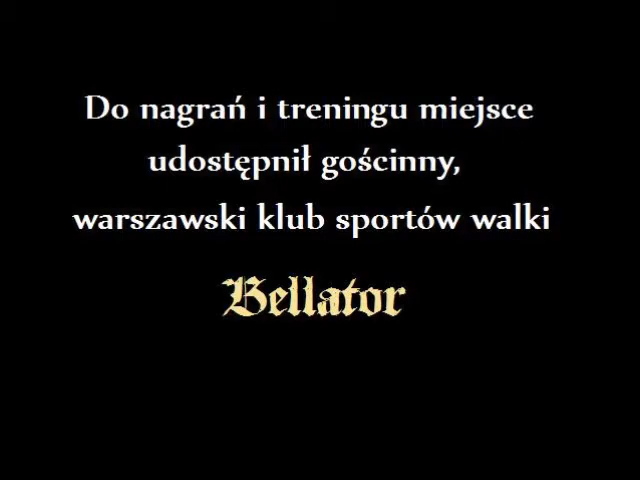 Do nagrań i treningu miejsce
udostępnił gościnny,
warszawski klub sportów walki
Bellator